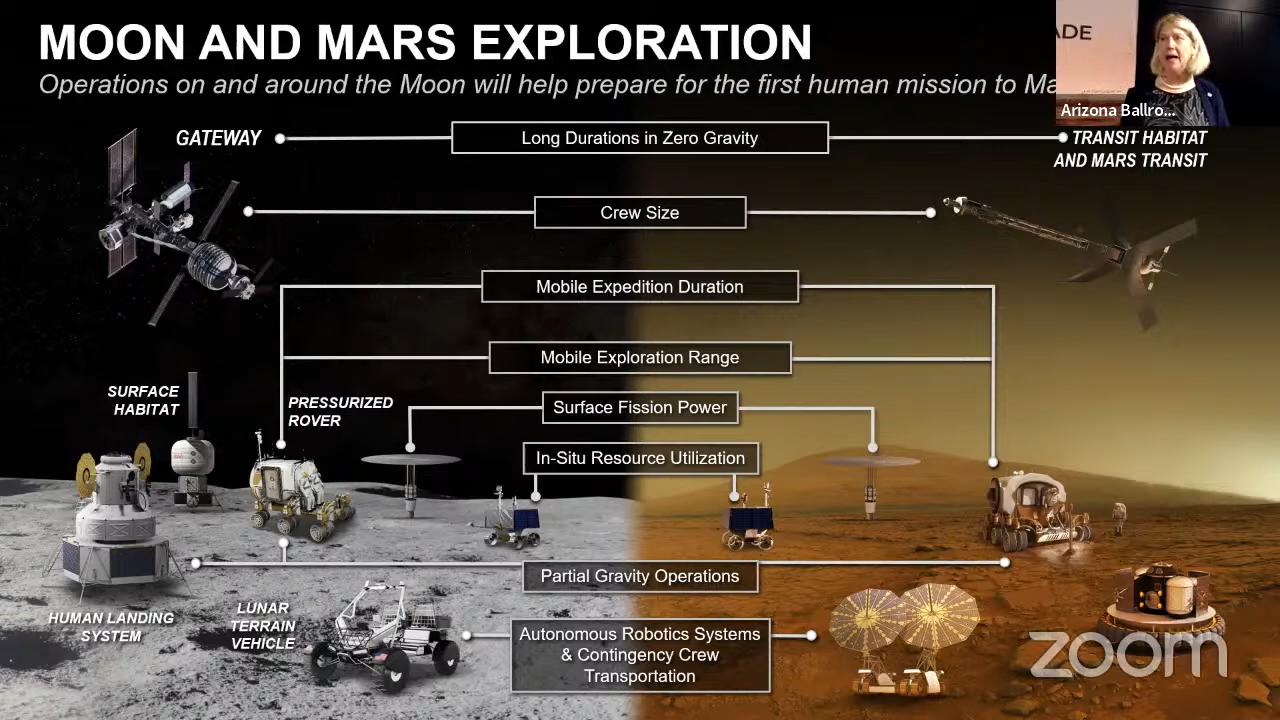 MOON AND MARS EXPLORATION
Operations on and around the Moon will help prepare for the first human mission to Ma
ADE
Arizona Ballro...
GATEWAY
Long Durations in Zero Gravity
TRANSIT HABITAT
AND MARS TRANSIT
Crew Size
Mobile Expedition Duration
Mobile Exploration Range
SURFACE
HABITAT
PRESSURIZED
ROVER
Surface Fission Power
In-Situ Resource Utilization
Partial Gravity Operations
HUMAN LANDING
SYSTEM
LUNAR
TERRAIN
VEHICLE
Autonomous Robotics Systems
& Contingency Crew
Transportation
zoom